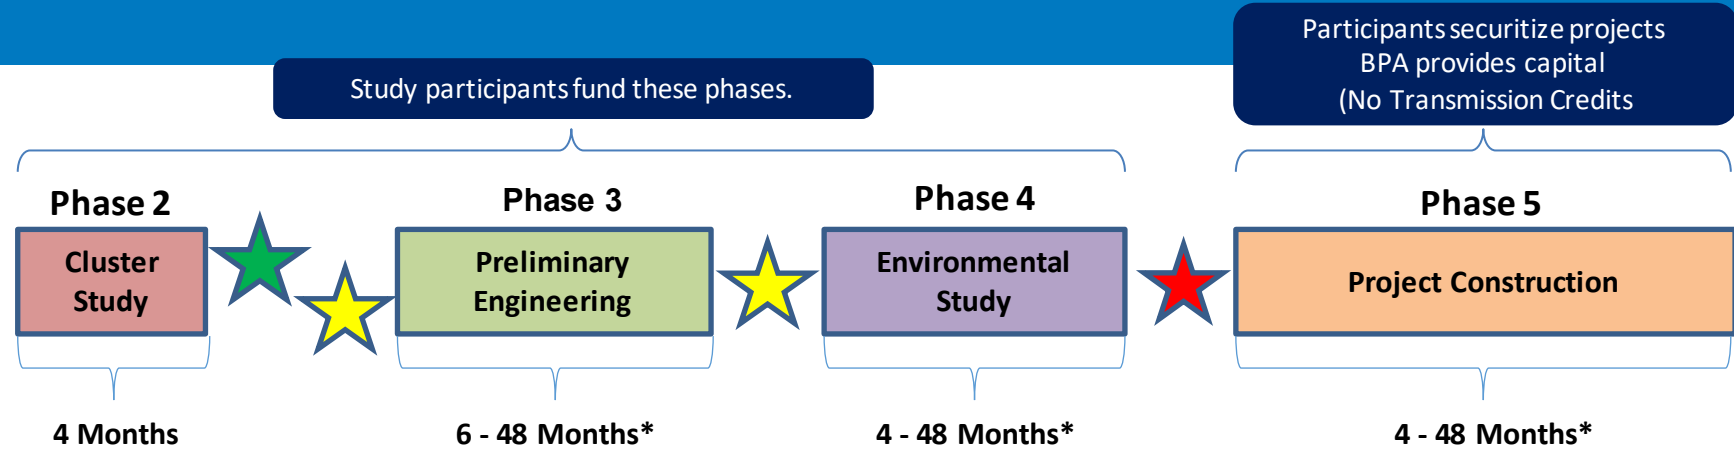 Participants securitize projects
BPA provides capital
(No Transmission Credits
Study participants fund these phases.
Phase 2
Phase 3
Phase 4
Phase 5
Cluster
Study
Preliminary
Engineering
Environmental
Study
Project Construction
4 Months
6 - 48 Months*
4 - 48 Months*
4 - 48 Months*